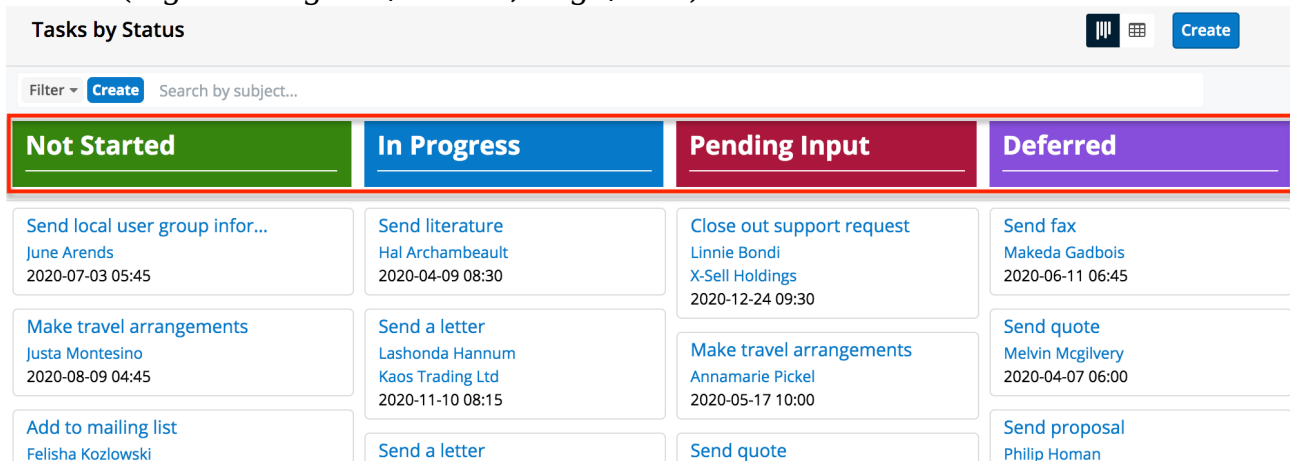 Tasks by Status
Create
Filter Create Search by subject...
Not Started
In Progress
Pending Input
Deferred
Send local user group infor...
June Arends
2020-07-03 05:45
Make travel arrangements
Justa Montesino
2020-08-09 04:45
Add to mailing list
Felisha Kozlowski
Send literature
Hal Archambeault
2020-04-09 08:30
Send a letter
Lashonda Hannum
Kaos Trading Ltd
2020-11-10 08:15
Send a letter
Close out support request
Linnie Bondi
X-Sell Holdings
2020-12-24 09:30
Make travel arrangements
Annamarie Pickel
2020-05-17 10:00
Send quote
Send fax
Makeda Gadbois
2020-06-11 06:45
Send quote
Melvin Mcgilvery
2020-04-07 06:00
Send proposal
Philip Homan